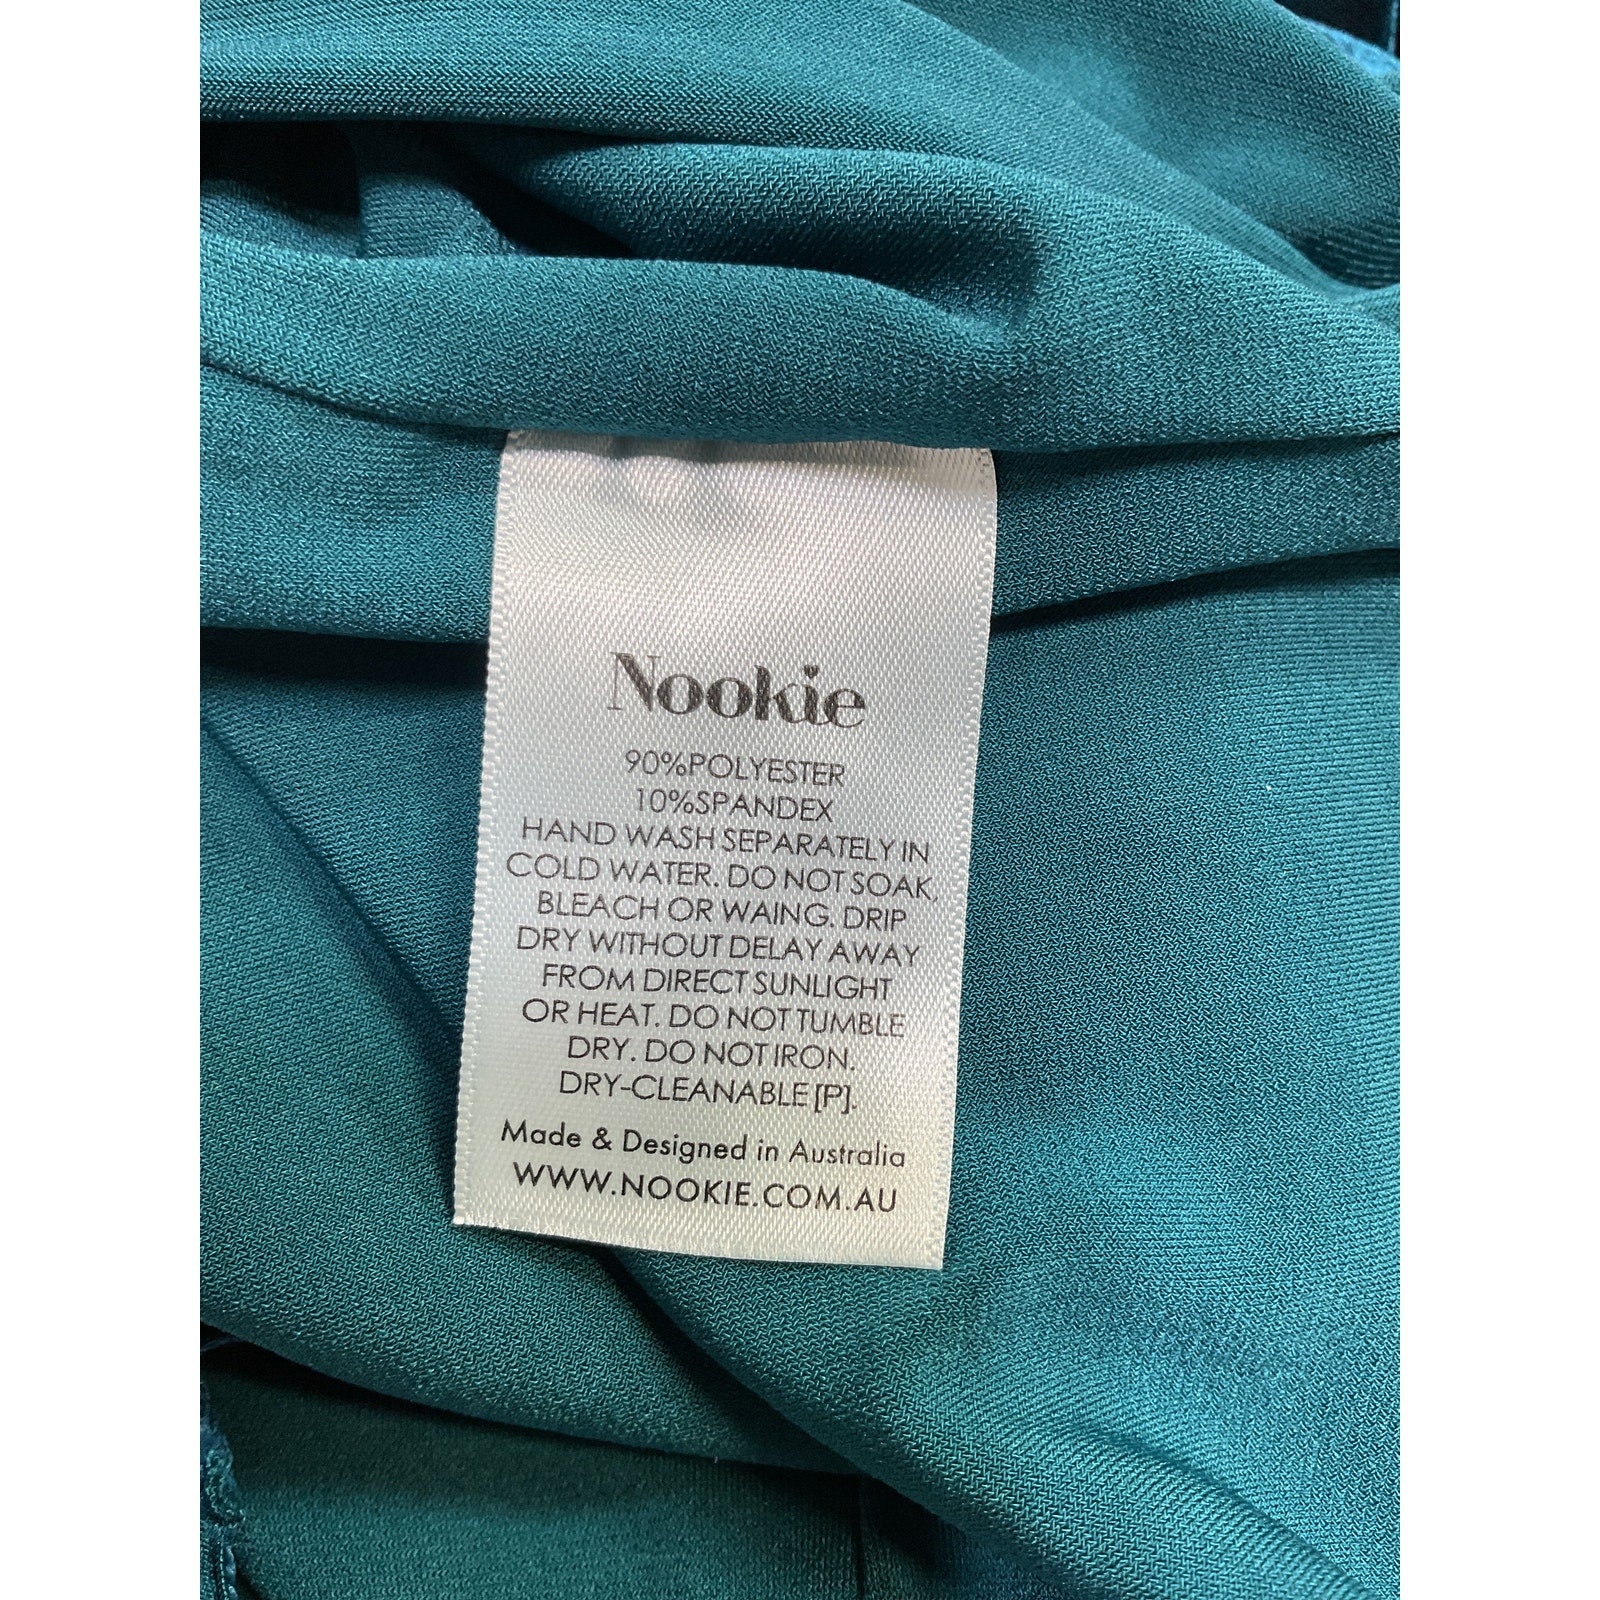 Nookie
90%POLYESTER
10%SPANDEX
HAND WASH SEPARATELY IN
COLD WATER. DO NOT SOAK,
BLEACH OR WAING. DRIP
DRY WITHOUT DELAY AWAY
FROM DIRECT SUNLIGHT
OR HEAT. DO NOT TUMBLE
DRY. DO NOT IRON.
DRY-CLEANABLE [P].
Made & Designed in Australia
WWW.NOOKIE.COM.AU